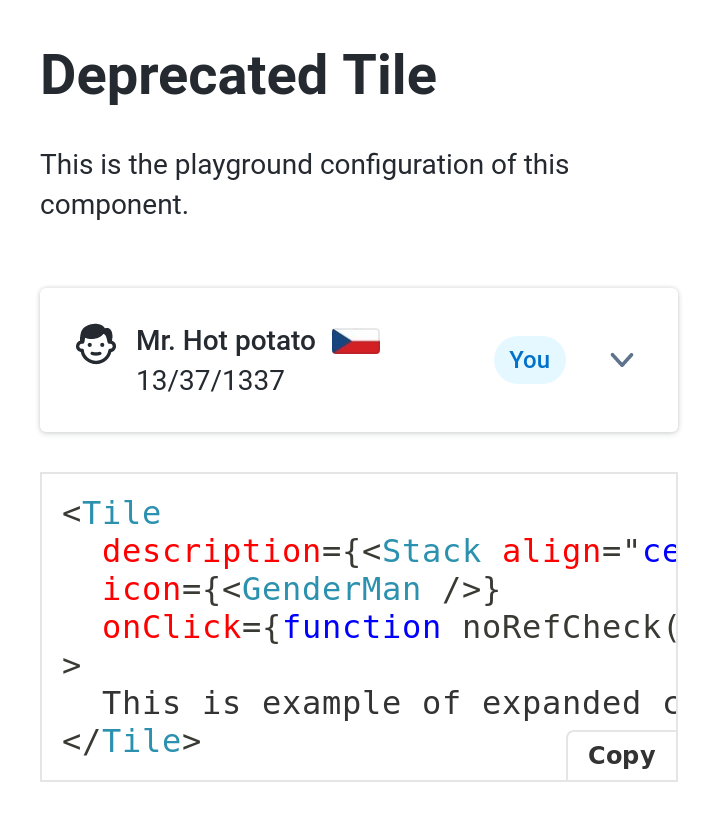 Deprecated Tile
This is the playground configuration of this
component.
Mr. Hot potato
13/37/1337
You
<Tile
  description={<Stack align="ce
  icon={<GenderMan />}
  onClick={function noRefCheck(
>
  This is example of expanded c
</Tile>
Copy